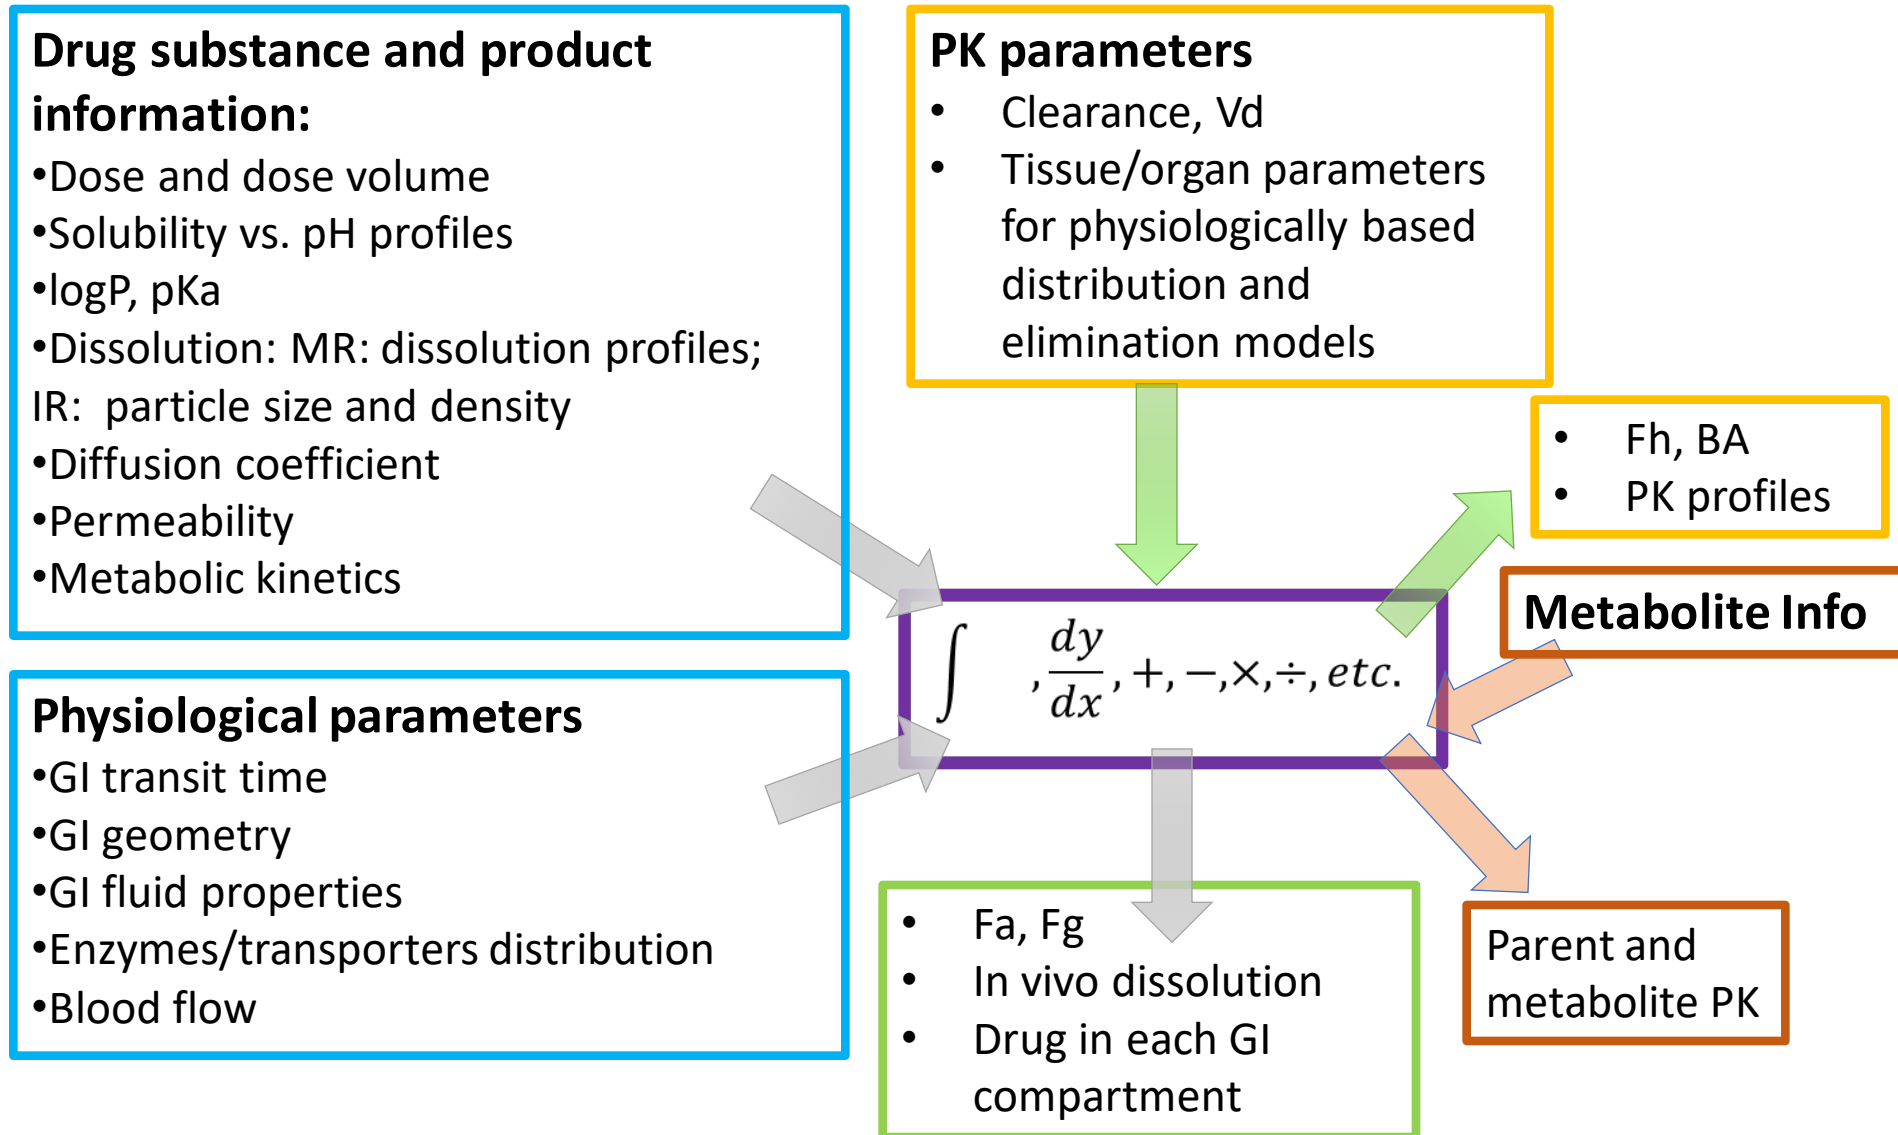 Drug substance and product
information:
•Dose and dose volume
•Solubility vs. pH profiles
•logP, pKa
•Dissolution: MR: dissolution profiles;
IR:  particle size and density
•Diffusion coefficient
•Permeability
•Metabolic kinetics
Physiological parameters
•GI transit time
•GI geometry
•GI fluid properties
•Enzymes/transporters distribution
•Blood flow
PK parameters
• Clearance, Vd
• Tissue/organ parameters
for physiologically based
distribution and
elimination models
∫ , dy/dx, +, −,×,÷, etc.
• Fh, BA
• PK profiles
Metabolite Info
• Fa, Fg
• In vivo dissolution
• Drug in each GI
compartment
Parent and
metabolite PK